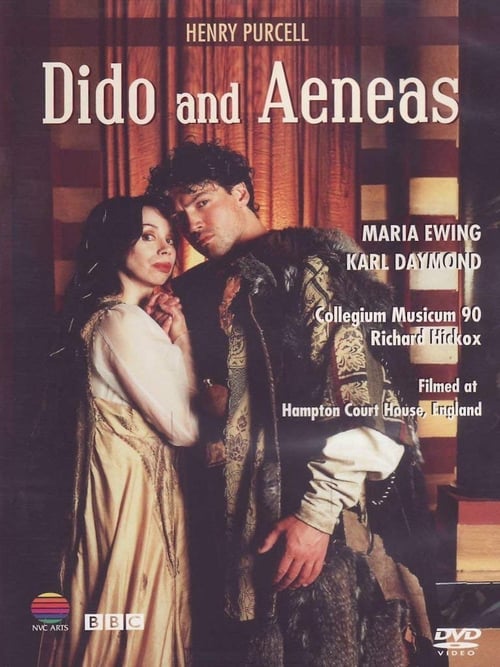 HENRY PURCELL
Dido and Aeneas
MARIA EWING
KARL DAYMOND
Collegium Musicum 90
Richard Hickox
Filmed at
Hampton Court House, England
NVC ARTS
BBC
DVD
VIDEO